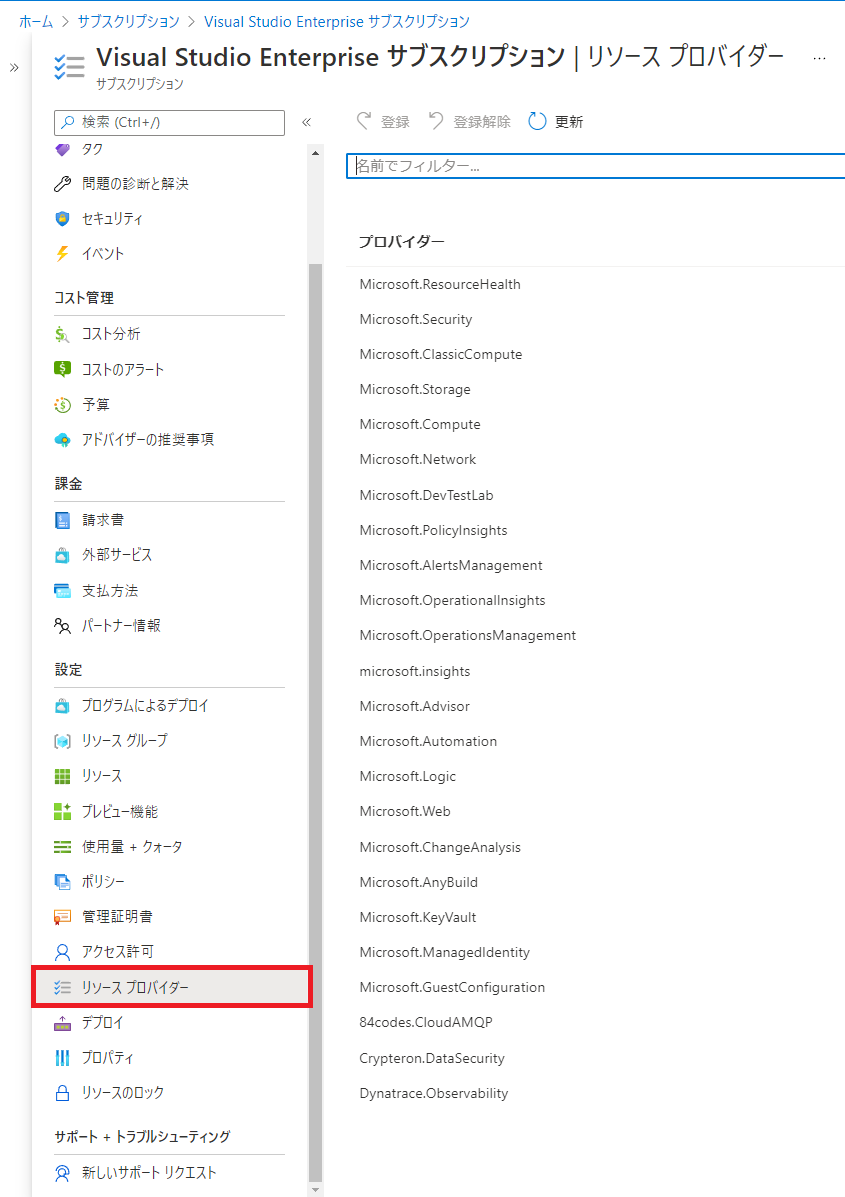 ホーム > サブスクリプション > Visual Studio Enterprise サブスクリプション
»
Visual Studio Enterprise サブスクリプション | リソース プロバイダー ...
サブスクリプション
検索 (Ctrl+/)
«
タグ
問題の診断と解決
セキュリティ
イベント
コスト管理
コスト分析
コストのアラート
予算
アドバイザーの推奨事項
課金
請求書
外部サービス
支払方法
パートナー情報
設定
プログラムによるデプロイ
リソース グループ
リソース
プレビュー機能
使用量 + クォータ
ポリシー
管理証明書
アクセス許可
リソース プロバイダー
デプロイ
プロパティ
リソースのロック
サポート + トラブルシューティング
新しいサポート リクエスト
登録 登録解除 更新
名前でフィルター...
プロバイダー
Microsoft.ResourceHealth
Microsoft.Security
Microsoft.ClassicCompute
Microsoft.Storage
Microsoft.Compute
Microsoft.Network
Microsoft.DevTestLab
Microsoft.PolicyInsights
Microsoft.AlertsManagement
Microsoft.OperationalInsights
Microsoft.OperationsManagement
microsoft.insights
Microsoft.Advisor
Microsoft.Automation
Microsoft.Logic
Microsoft.Web
Microsoft.ChangeAnalysis
Microsoft.AnyBuild
Microsoft.KeyVault
Microsoft.ManagedIdentity
Microsoft.GuestConfiguration
84codes.CloudAMQP
Crypteron.DataSecurity
Dynatrace.Observability